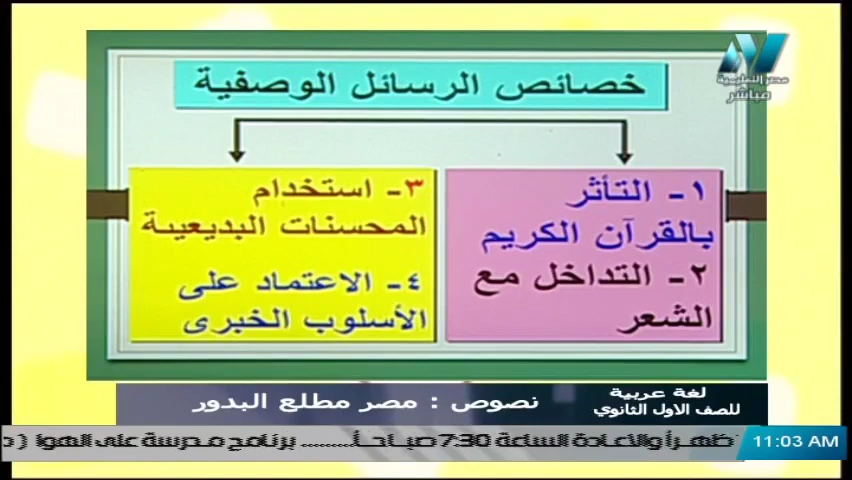 مصر التعليمية
مباشر
خصائص الرسائل الوصفية
١- التأثر
بالقرآن الكريم
٢- التداخل مع
الشعر
٣- استخدام
المحسنات البديعية
٤- الاعتماد على
الأسلوب الخبرى
لغة عربية
للصف الاول الثانوي
نصوص : مصر مطلع البدور
ظهراً والاعادة الساعة 7:30 صباحاً......... برنامج مدرسة على الهوا (
11:03 AM